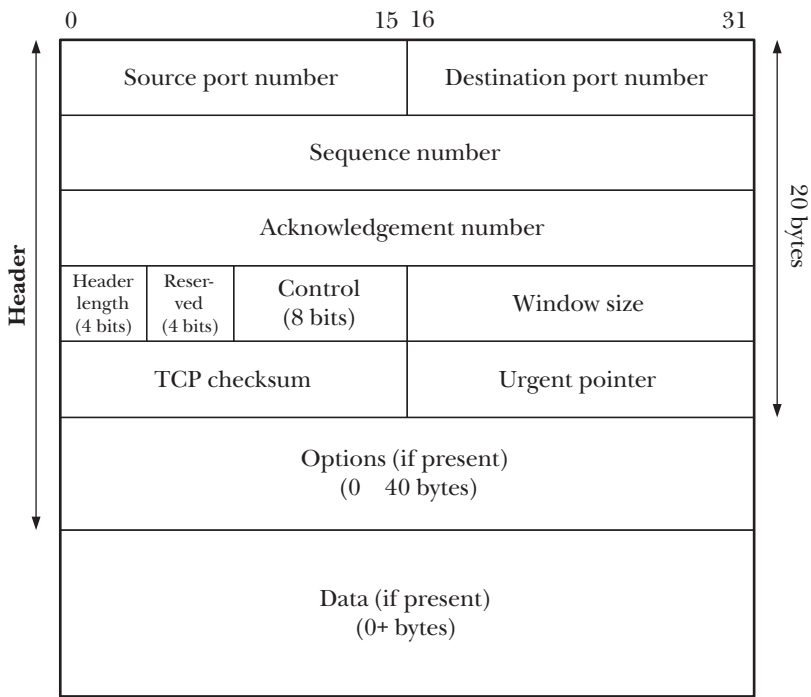 0 15 16 31
Source port number
Destination port number
Sequence number
Acknowledgement number
Header
length
(4 bits)
Reser-
ved
(4 bits)
Control
(8 bits)
Window size
TCP checksum
Urgent pointer
Options (if present)
(0 40 bytes)
Data (if present)
(0+ bytes)
Header
20 bytes